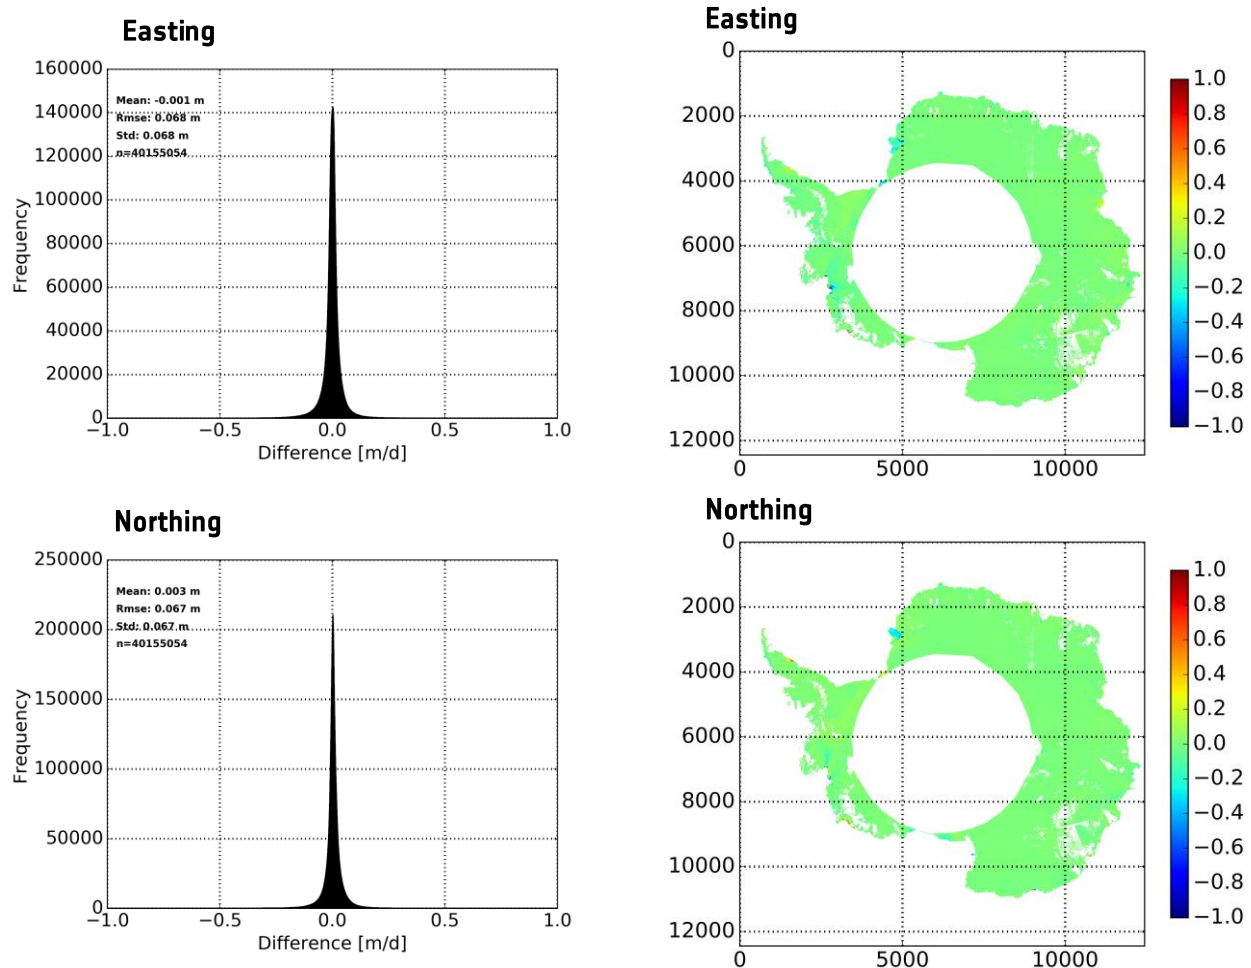 Easting
160000
140000
120000
100000
80000
60000
40000
20000
0
Frequency
Mean: -0.001 m
Rmse: 0.068 m
Std: 0.068 m
n=40155054
−1.0 −0.5 0.0 0.5 1.0
Difference [m/d]
Easting
0
2000
4000
6000
8000
10000
12000
0 5000 10000
1.0
0.8
0.6
0.4
0.2
0.0
−0.2
−0.4
−0.6
−0.8
−1.0
Northing
250000
200000
150000
100000
50000
0
Frequency
Mean: 0.003 m
Rmse: 0.067 m
Std: 0.067 m
n=40155054
−1.0 −0.5 0.0 0.5 1.0
Difference [m/d]
Northing
0
2000
4000
6000
8000
10000
12000
0 5000 10000
1.0
0.8
0.6
0.4
0.2
0.0
−0.2
−0.4
−0.6
−0.8
−1.0